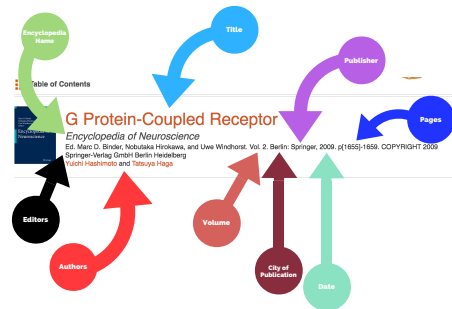 Encyclopedia
Name
Title
Publisher
Table of Contents
Pages
G Protein-Coupled Receptor
Encyclopedia of Neuroscience
Ed. Marc D. Binder, Nobutaka Hirokawa, and Uwe Windhorst. Vol. 2. Berlin: Springer, 2009. p[1655]-1659. COPYRIGHT 2009
Springer-Verlag GmbH Berlin Heidelberg
Yuichi Hashimoto and Tatsuya Haga
Editors
Volume
Authors
City of
Publication
Date